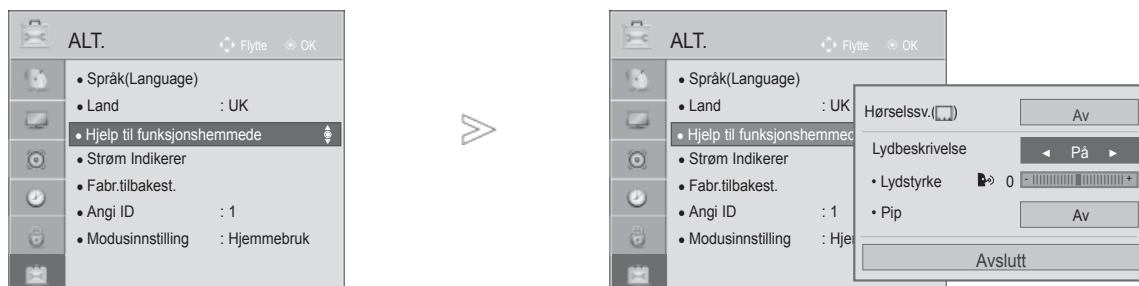 ALT.
Flytte
OK
• Språk(Language)
• Land : UK
• Hjelp til funksjonshemmede
• Strøm Indikerer
• Fabr.tilbakest.
• Angi ID : 1
• Modusinnstilling : Hjemmebruk
ALT.
Flytte
OK
• Språk(Language)
• Land : UK
• Hjelp til funksjonshemmed
• Strøm Indikerer
• Fabr.tilbakest.
• Angi ID : 1
• Modusinnstilling : Hje
Hørselssv.( ) Av
Lydbeskrivelse ◄ På ►
• Lydstyrke 0 - +
• Pip Av
Avslutt